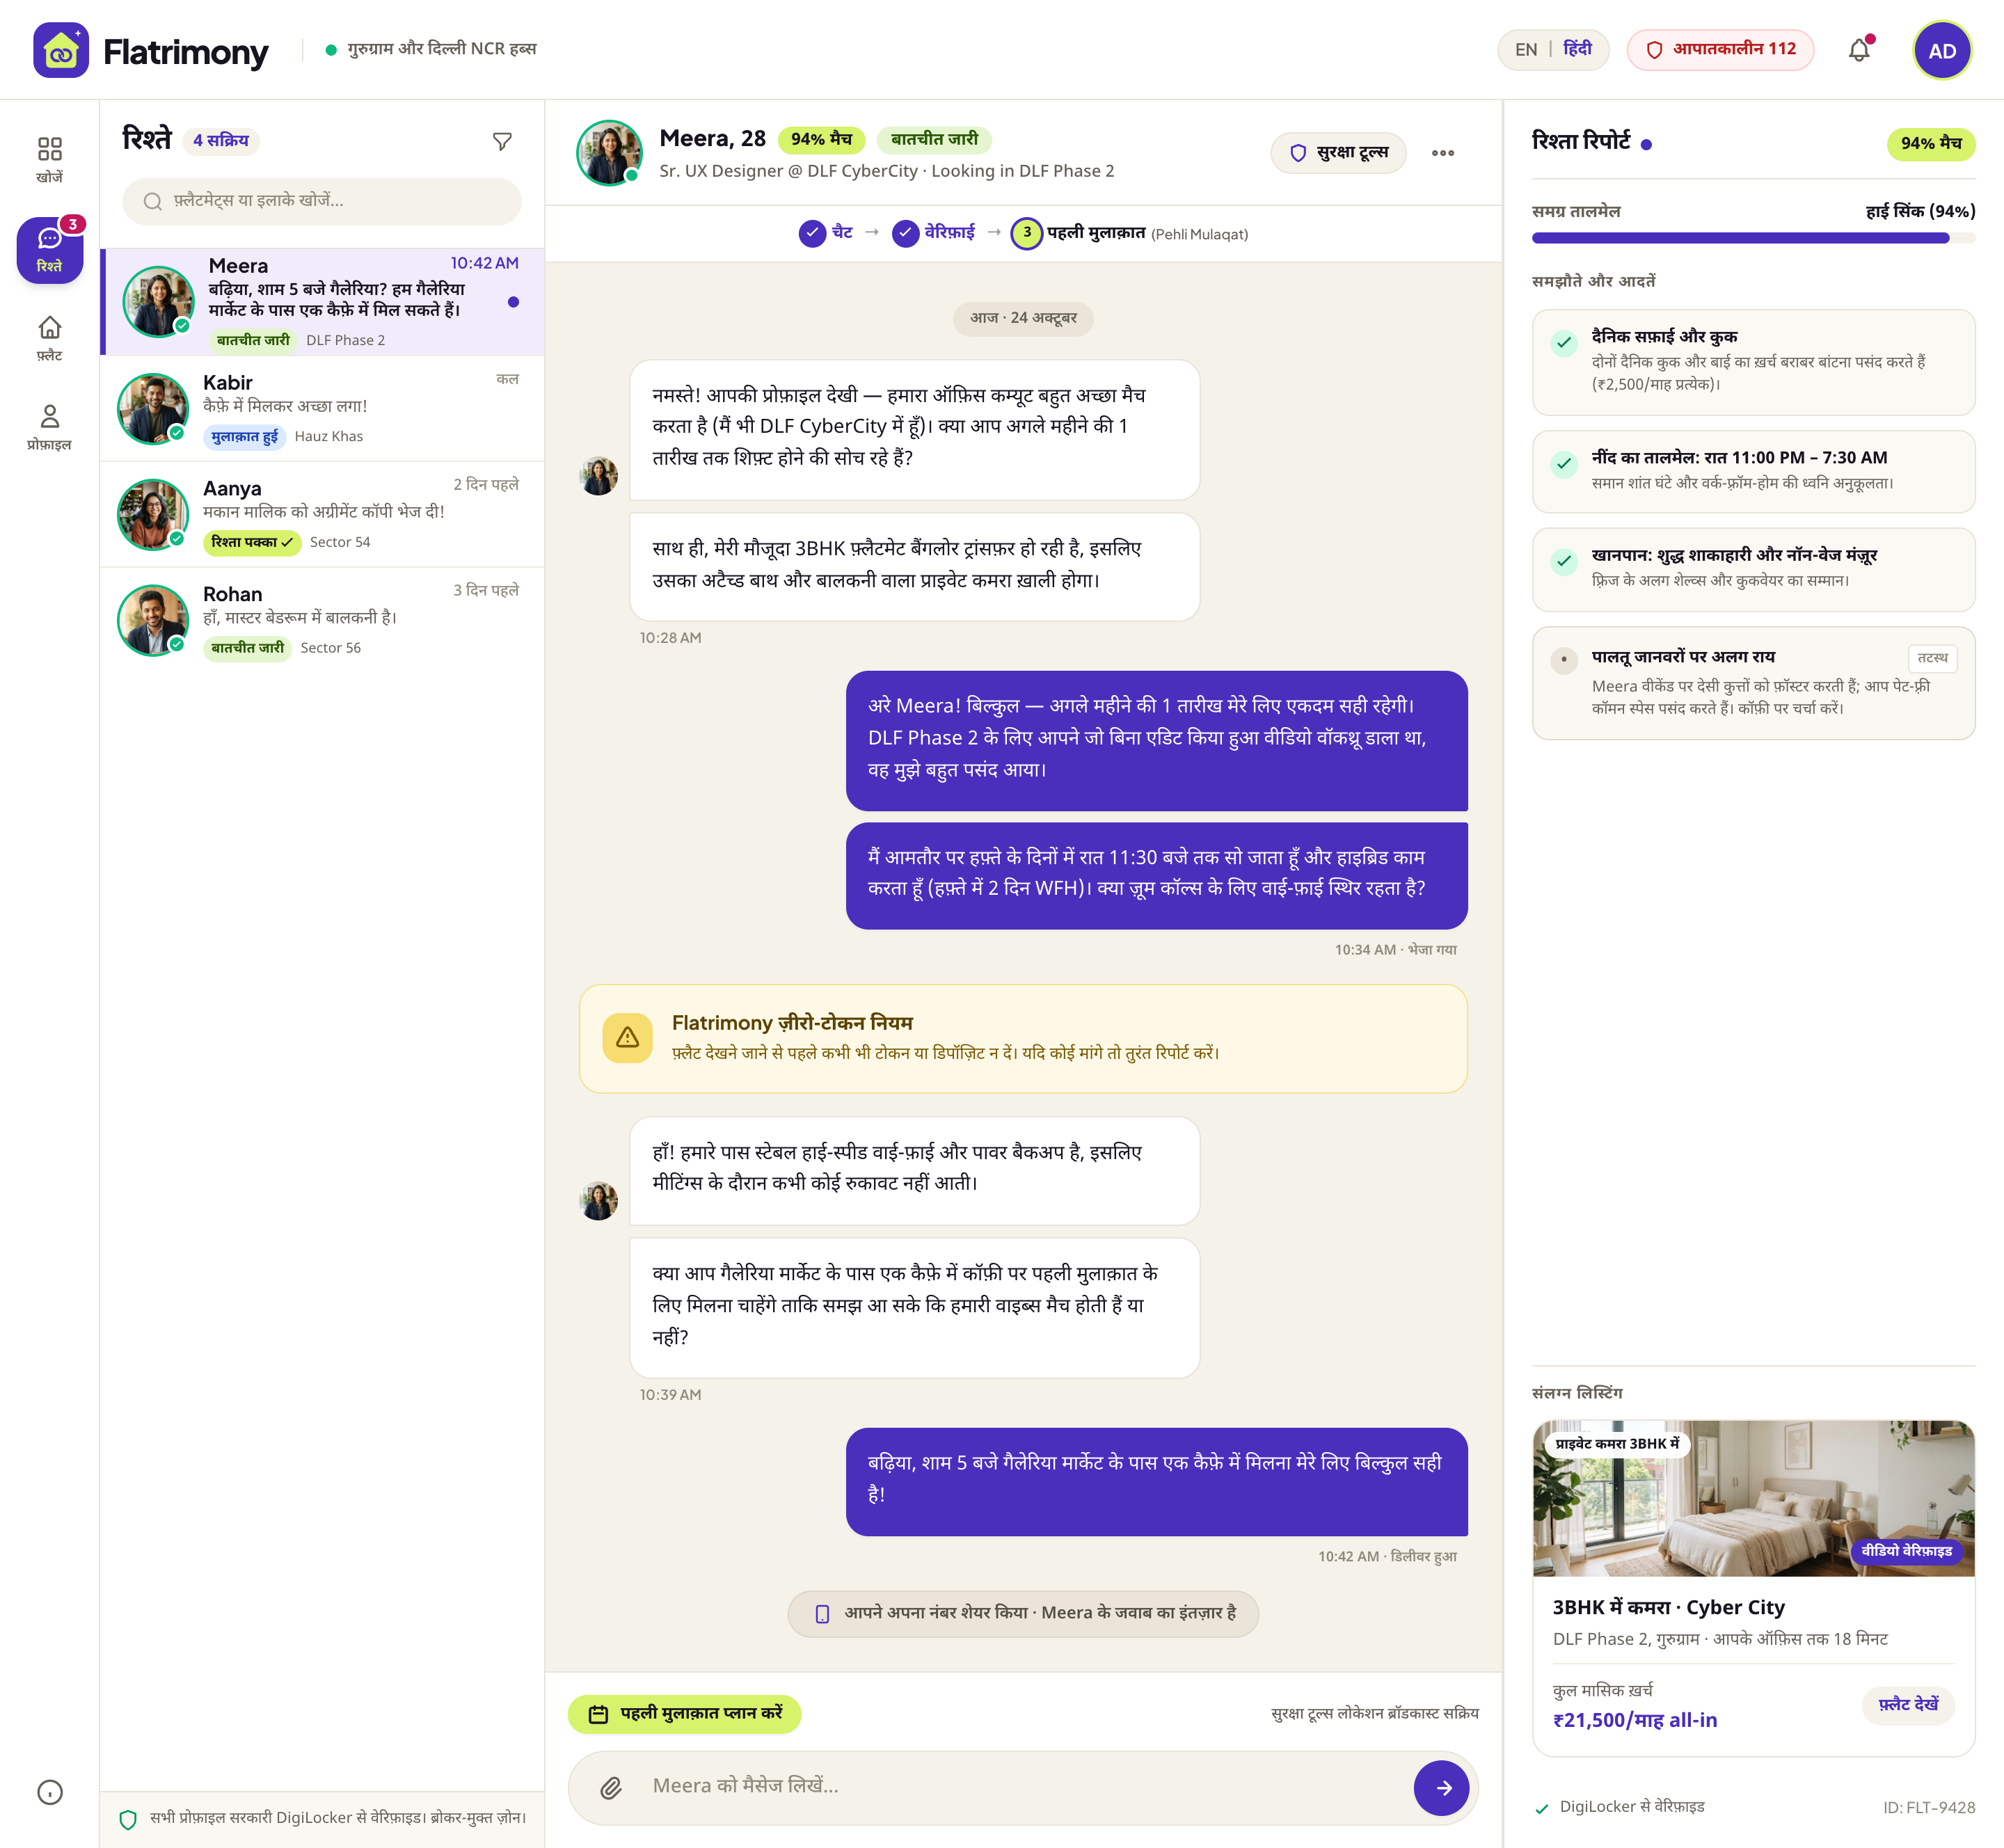 Flatrimony
गुरुग्राम और दिल्ली NCR हब्स
EN | हिंदी
आपातकालीन 112
AD
खोजें
3
रिश्ते
फ़्लैट
प्रोफ़ाइल
रिश्ते
4 सक्रिय
फ़्लैटमेट्स या इलाके खोजें...
Meera
10:42 AM
बढ़िया, शाम 5 बजे गैलेरिया? हम गैलेरिया
मार्केट के पास एक कैफ़े में मिल सकते हैं।
बातचीत जारी
DLF Phase 2
Kabir
कल
कैफ़े में मिलकर अच्छा लगा!
मुलाक़ात हुई
Hauz Khas
Aanya
2 दिन पहले
मकान मालिक को अग्रीमेंट कॉपी भेज दी!
रिश्ता पक्का ✓
Sector 54
Rohan
3 दिन पहले
हाँ, मास्टर बेडरूम में बालकनी है।
बातचीत जारी
Sector 56
सभी प्रोफ़ाइल सरकारी DigiLocker से वेरिफ़ाइड। ब्रोकर-मुक्त ज़ोन।
Meera, 28
94% मैच
बातचीत जारी
Sr. UX Designer @ DLF CyberCity · Looking in DLF Phase 2
सुरक्षा टूल्स
चैट → वेरिफ़ाई → 3 पहली मुलाक़ात (Pehli Mulaqat)
आज · 24 अक्टूबर
नमस्ते! आपकी प्रोफ़ाइल देखी — हमारा ऑफ़िस कम्यूट बहुत अच्छा मैच
करता है (मैं भी DLF CyberCity में हूँ)। क्या आप अगले महीने की 1
तारीख तक शिफ़्ट होने की सोच रहे हैं?
साथ ही, मेरी मौजूदा 3BHK फ़्लैटमेट बैंगलोर ट्रांसफ़र हो रही है, इसलिए
उसका अटैच्ड बाथ और बालकनी वाला प्राइवेट कमरा ख़ाली होगा।
10:28 AM
अरे Meera! बिल्कुल — अगले महीने की 1 तारीख मेरे लिए एकदम सही रहेगी।
DLF Phase 2 के लिए आपने जो बिना एडिट किया हुआ वीडियो वॉकथ्रू डाला था,
वह मुझे बहुत पसंद आया।
मैं आमतौर पर हफ़्ते के दिनों में रात 11:30 बजे तक सो जाता हूँ और हाइब्रिड काम
करता हूँ (हफ़्ते में 2 दिन WFH)। क्या ज़ूम कॉल्स के लिए वाई-फ़ाई स्थिर रहता है?
10:34 AM · भेजा गया
Flatrimony ज़ीरो-टोकन नियम
फ़्लैट देखने जाने से पहले कभी भी टोकन या डिपॉज़िट न दें। यदि कोई मांगे तो तुरंत रिपोर्ट करें।
हाँ! हमारे पास स्टेबल हाई-स्पीड वाई-फ़ाई और पावर बैकअप है, इसलिए
मीटिंग्स के दौरान कभी कोई रुकावट नहीं आती।
क्या आप गैलेरिया मार्केट के पास एक कैफ़े में कॉफ़ी पर पहली मुलाक़ात के
लिए मिलना चाहेंगे ताकि समझ आ सके कि हमारी वाइब्स मैच होती हैं या
नहीं?
10:39 AM
बढ़िया, शाम 5 बजे गैलेरिया मार्केट के पास एक कैफ़े में मिलना मेरे लिए बिल्कुल सही
है!
10:42 AM · डिलीवर हुआ
आपने अपना नंबर शेयर किया · Meera के जवाब का इंतज़ार है
पहली मुलाक़ात प्लान करें
सुरक्षा टूल्स लोकेशन ब्रॉडकास्ट सक्रिय
Meera को मैसेज लिखें...
रिश्ता रिपोर्ट
94% मैच
समग्र तालमेल
हाई सिंक (94%)
समझौते और आदतें
दैनिक सफ़ाई और कुक
दोनों दैनिक कुक और बाई का ख़र्च बराबर बांटना पसंद करते हैं
(₹2,500/माह प्रत्येक)।
नींद का तालमेल: रात 11:00 PM – 7:30 AM
समान शांत घंटे और वर्क-फ़्रॉम-होम की ध्वनि अनुकूलता।
खानपान: शुद्ध शाकाहारी और नॉन-वेज मंज़ूर
फ़्रिज के अलग शेल्व्स और कुकवेयर का सम्मान।
पालतू जानवरों पर अलग राय
तटस्थ
Meera वीकेंड पर देसी कुत्तों को फ़ॉस्टर करती हैं; आप पेट-फ़्री
कॉमन स्पेस पसंद करते हैं। कॉफ़ी पर चर्चा करें।
संलग्न लिस्टिंग
प्राइवेट कमरा 3BHK में
वीडियो वेरिफ़ाइड
3BHK में कमरा · Cyber City
DLF Phase 2, गुरुग्राम · आपके ऑफ़िस तक 18 मिनट
कुल मासिक ख़र्च
₹21,500/माह all-in
फ़्लैट देखें
DigiLocker से वेरिफ़ाइड
ID: FLT-9428